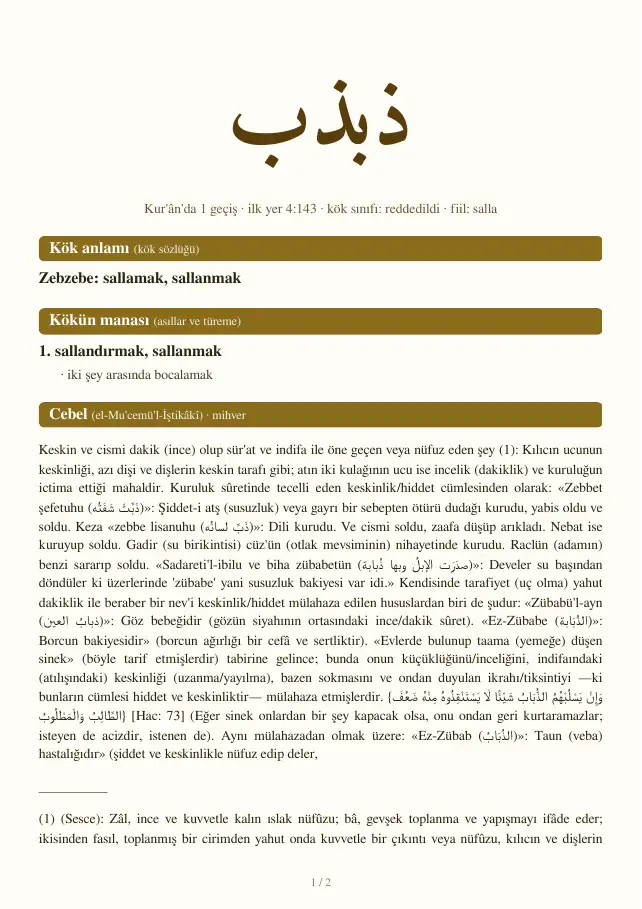 ذبذب
Kur'ân'da 1 geçiş · ilk yer 4:143 · kök sınıfı: reddedildi · fiil: salla
Kök anlamı (kök sözlüğü)
Zebzebe: sallamak, sallanmak
Kökün manası (asıllar ve türeme)
1. sallandırmak, sallanmak
· iki şey arasında bocalamak
Cebel (el-Mu'cemü'l-İştikâkî) · mihver
Keskin ve cismi dakik (ince) olup sür'at ve indifa ile öne geçen veya nüfuz eden şey (1): Kılıcın ucunun
keskinliği, azı dişi ve dişlerin keskin tarafı gibi; atın iki kulağının ucu ise incelik (dakiklik) ve kuruluğun
ictima ettiği mahaldir. Kuruluk sûretinde tecelli eden keskinlik/hiddet cümlesinden olarak: «Zebbet
şefetuhu (ذَبَّتْ شَفَتُه)»: Şiddet-i atş (susuzluk) veya gayrı bir sebepten ötürü dudağı kurudu, yabis oldu ve
soldu. Keza «zebbe lisanuhu (ذبّ لسانُه)»: Dili kurudu. Ve cismi soldu, zaafa düşüp arıkladı. Nebat ise
kuruyup soldu. Gadir (su birikintisi) cüz'ün (otlak mevsiminin) nihayetinde kurudu. Raclün (adamın)
benzi sararıp soldu. «Sadareti'l-ibilu ve biha zübabetün (صدَرَت الإبلُ وبها ذُبابة)»: Develer su başından
döndüler ki üzerlerinde 'zübabe' yani susuzluk bakiyesi var idi.» Kendisinde tarafiyet (uç olma) yahut
dakiklik ile beraber bir nev'i keskinlik/hiddet mülahaza edilen hususlardan biri de şudur: «Zübabü'l-ayn
(ذبابُ العين)»: Göz bebeğidir (gözün siyahının ortasındaki ince/dakik sûret). «Ez-Zübabe (الذُّبَابَة)»:
Borcun bakiyesidir» (borcun ağırlığı bir cefâ ve sertliktir). «Evlerde bulunup taama (yemeğe) düşen
sinek» (böyle tarif etmişlerdir) tabirine gelince; bunda onun küçüklüğünü/inceliğini, indifaındaki
(atılışındaki) keskinliği (uzanma/yayılma), bazen sokmasını ve ondan duyulan ikrahı/tiksintiyi —ki
bunların cümlesi hiddet ve keskinliktir— mülahaza etmişlerdir. {وَإِنْ يَسْلُبْهُمُ الذُّبَابُ شَيْئًا لَا يَسْتَنْقِذُوهُ مِنْهُ ضَعُفَ
الطَّالِبُ وَالْمَطْلُوبُ} [Hac: 73] (Eğer sinek onlardan bir şey kapacak olsa, onu ondan geri kurtaramazlar;
isteyen de acizdir, istenen de). Aynı mülahazadan olmak üzere: «Ez-Zübab (الذُّبَابُ)»: Taun (veba)
hastalığıdır» (şiddet ve keskinlikle nüfuz edip deler,
(1) (Sesce): Zâl, ince ve kuvvetle kalın ıslak nüfûzu; bâ, gevşek toplanma ve yapışmayı ifâde eder;
ikisinden fasıl, toplanmış bir cirimden yahut onda kuvvetle bir çıkıntı veya nüfûzu, kılıcın ve dişlerin
1 / 2